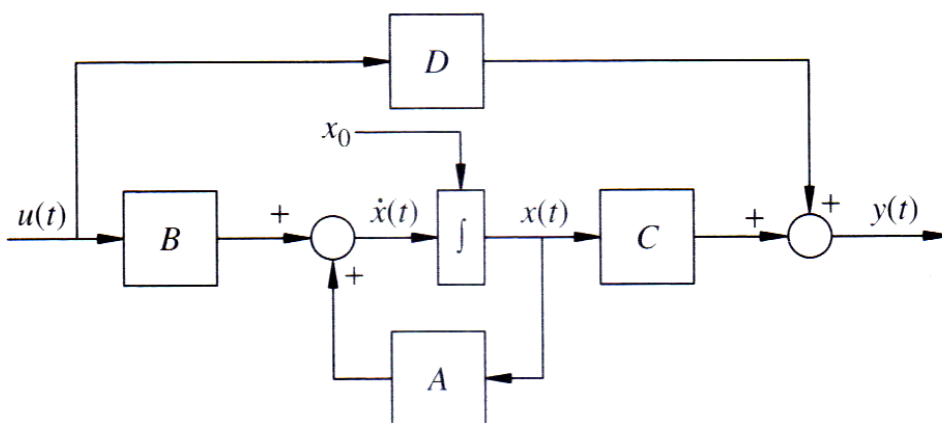 D
x₀
u(t)
B
+
+
ẋ(t)
∫
x(t)
C
+
+
y(t)
A